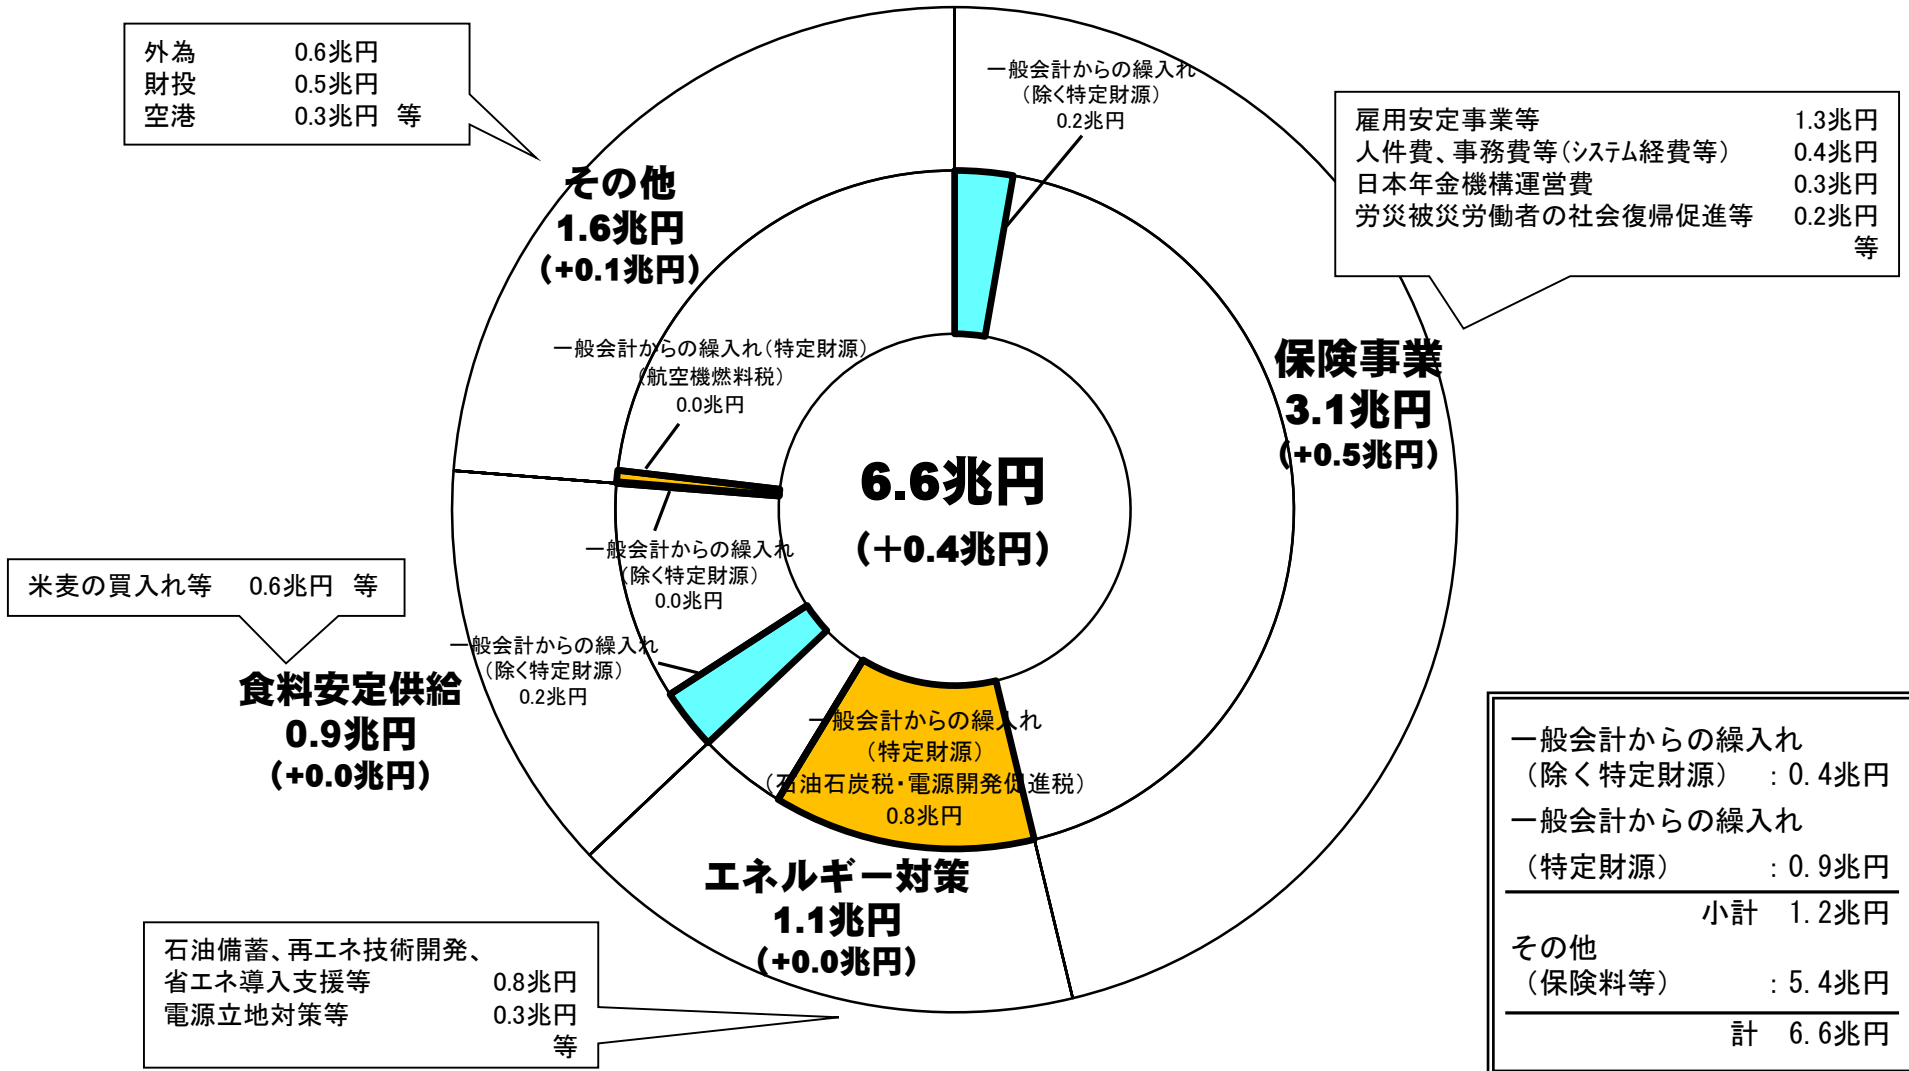 外為 0.6兆円
財投 0.5兆円
空港 0.3兆円 等
その他
1.6兆円
(+0.1兆円)
一般会計からの繰入れ
(除く特定財源)
0.2兆円
雇用安定事業等 1.3兆円
人件費、事務費等(システム経費等) 0.4兆円
日本年金機構運営費 0.3兆円
労災被災労働者の社会復帰促進等 0.2兆円
等
保険事業
3.1兆円
(+0.5兆円)
一般会計からの繰入れ(特定財源)
(航空機燃料税)
0.0兆円
6.6兆円
(+0.4兆円)
一般会計からの繰入れ
(除く特定財源)
0.0兆円
米麦の買入れ等 0.6兆円 等
一般会計からの繰入れ
(除く特定財源)
0.2兆円
食料安定供給
0.9兆円
(+0.0兆円)
一般会計からの繰入れ
(特定財源)
(石油石炭税・電源開発促進税)
0.8兆円
エネルギー対策
1.1兆円
(+0.0兆円)
石油備蓄、再エネ技術開発、
省エネ導入支援等 0.8兆円
電源立地対策等 0.3兆円
等
一般会計からの繰入れ
(除く特定財源) :0.4兆円
一般会計からの繰入れ
(特定財源) :0.9兆円
小計 1.2兆円
その他
(保険料等) :5.4兆円
計 6.6兆円